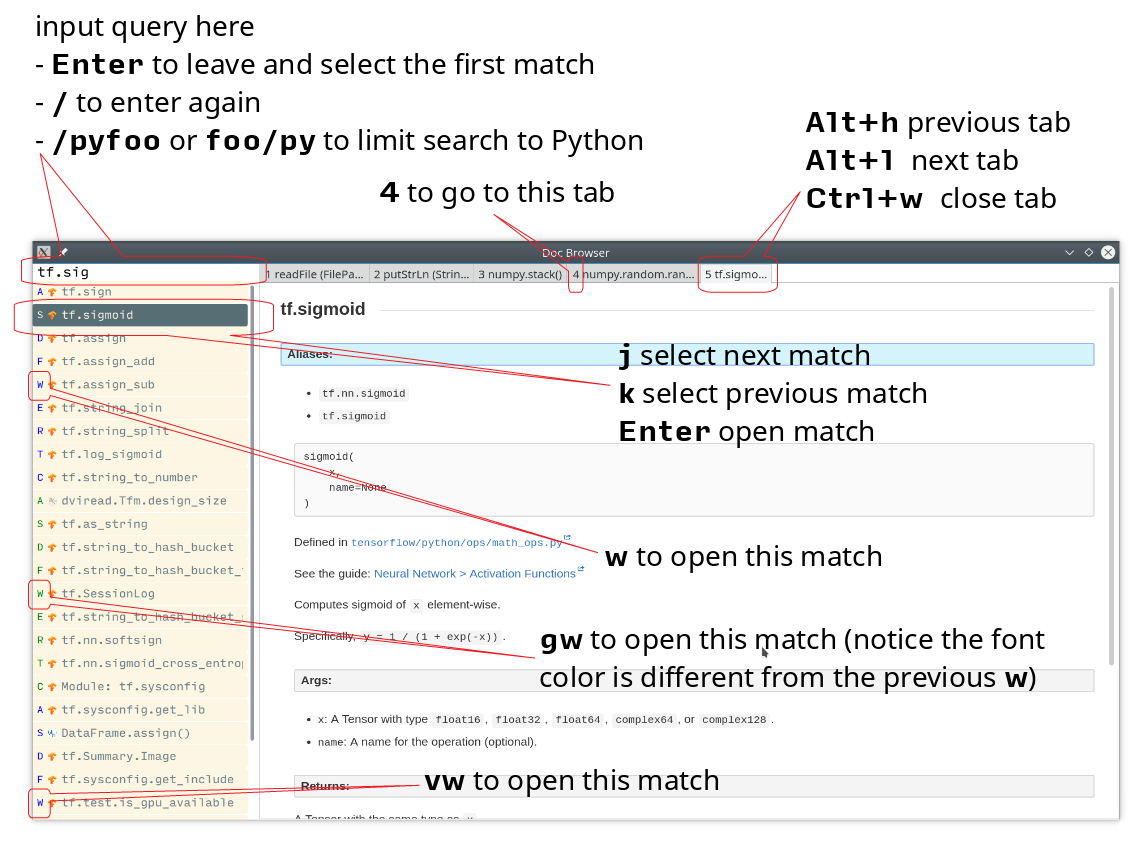 input query here
- Enter to leave and select the first match
- / to enter again
- /pyfoo or foo/py to limit search to Python
Alt+h previous tab
Alt+l next tab
Ctrl+w close tab
4 to go to this tab
Doc Browser
tf.sig
1 readFile (FilePa... 2 putStrLn (Strin... 3 numpy.stack() 4 numpy.random.ran... 5 tf.sigmo...
A tf.sign
S tf.sigmoid
D tf.assign
F tf.assign_add
W tf.assign_sub
E tf.string_join
R tf.string_split
T tf.log_sigmoid
C tf.string_to_number
A dviread.Tfm.design_size
S tf.as_string
D tf.string_to_hash_bucket
F tf.string_to_hash_bucket_
W tf.SessionLog
E tf.string_to_hash_bucket_
R tf.nn.softsign
T tf.nn.sigmoid_cross_entrop
C Module: tf.sysconfig
A tf.sysconfig.get_lib
S DataFrame.assign()
D tf.Summary.Image
F tf.sysconfig.get_include
W tf.test.is_gpu_available
tf.sigmoid
Aliases:
j select next match
k select previous match
Enter open match
• tf.nn.sigmoid
• tf.sigmoid
sigmoid(
x,
name=None
)
Defined in tensorflow/python/ops/math_ops.py
w to open this match
See the guide: Neural Network > Activation Functions
Computes sigmoid of x element-wise.
Specifically, y = 1 / (1 + exp(-x)) .
gw to open this match (notice the font
color is different from the previous w)
Args:
• x: A Tensor with type float16 , float32 , float64 , complex64 , or complex128 .
• name: A name for the operation (optional).
Returns:
vw to open this match
A Tensor with the same type as x